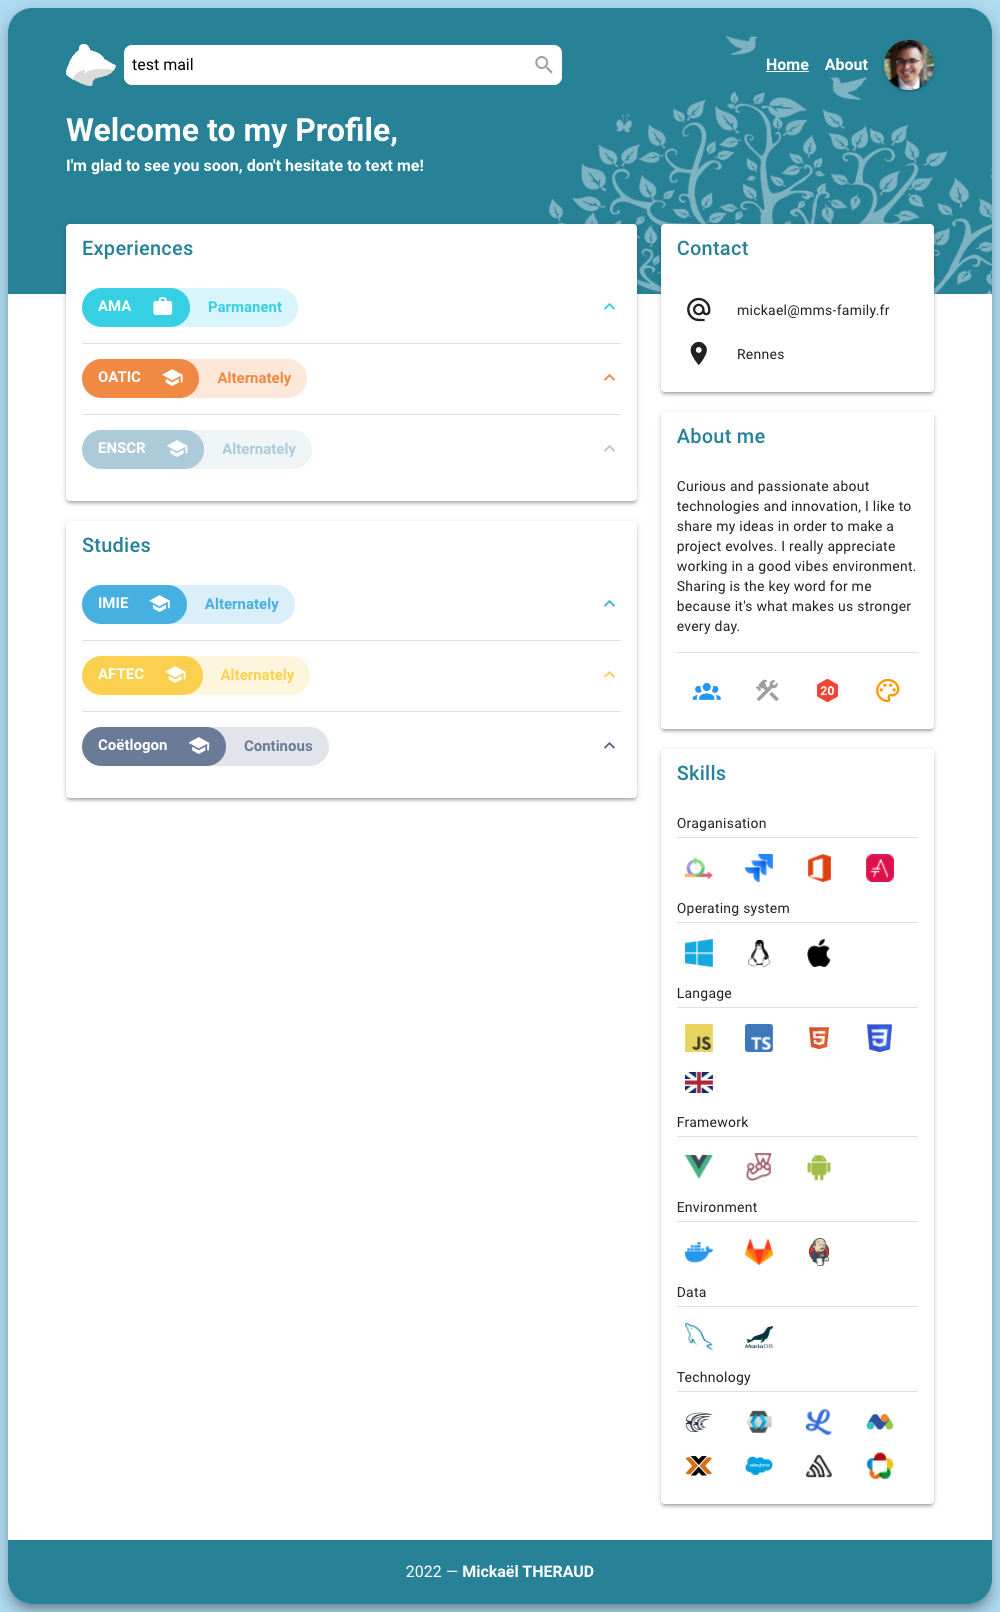 test mail
Home
About
Welcome to my Profile,
I'm glad to see you soon, don't hesitate to text me!
Experiences
AMA
Parmanent
OATIC
Alternately
ENSCR
Alternately
Studies
IMIE
Alternately
AFTEC
Alternately
Coëtlogon
Continous
Contact
mickael@mms-family.fr
Rennes
About me
Curious and passionate about
technologies and innovation, I like to
share my ideas in order to make a
project evolves. I really appreciate
working in a good vibes environment.
Sharing is the key word for me
because it's what makes us stronger
every day.
20
Skills
Oraganisation
Operating system
Langage
JS
TS
5
3
Framework
Environment
Data
MariaDB
Technology
salesforce
2022 — Mickaël THERAUD